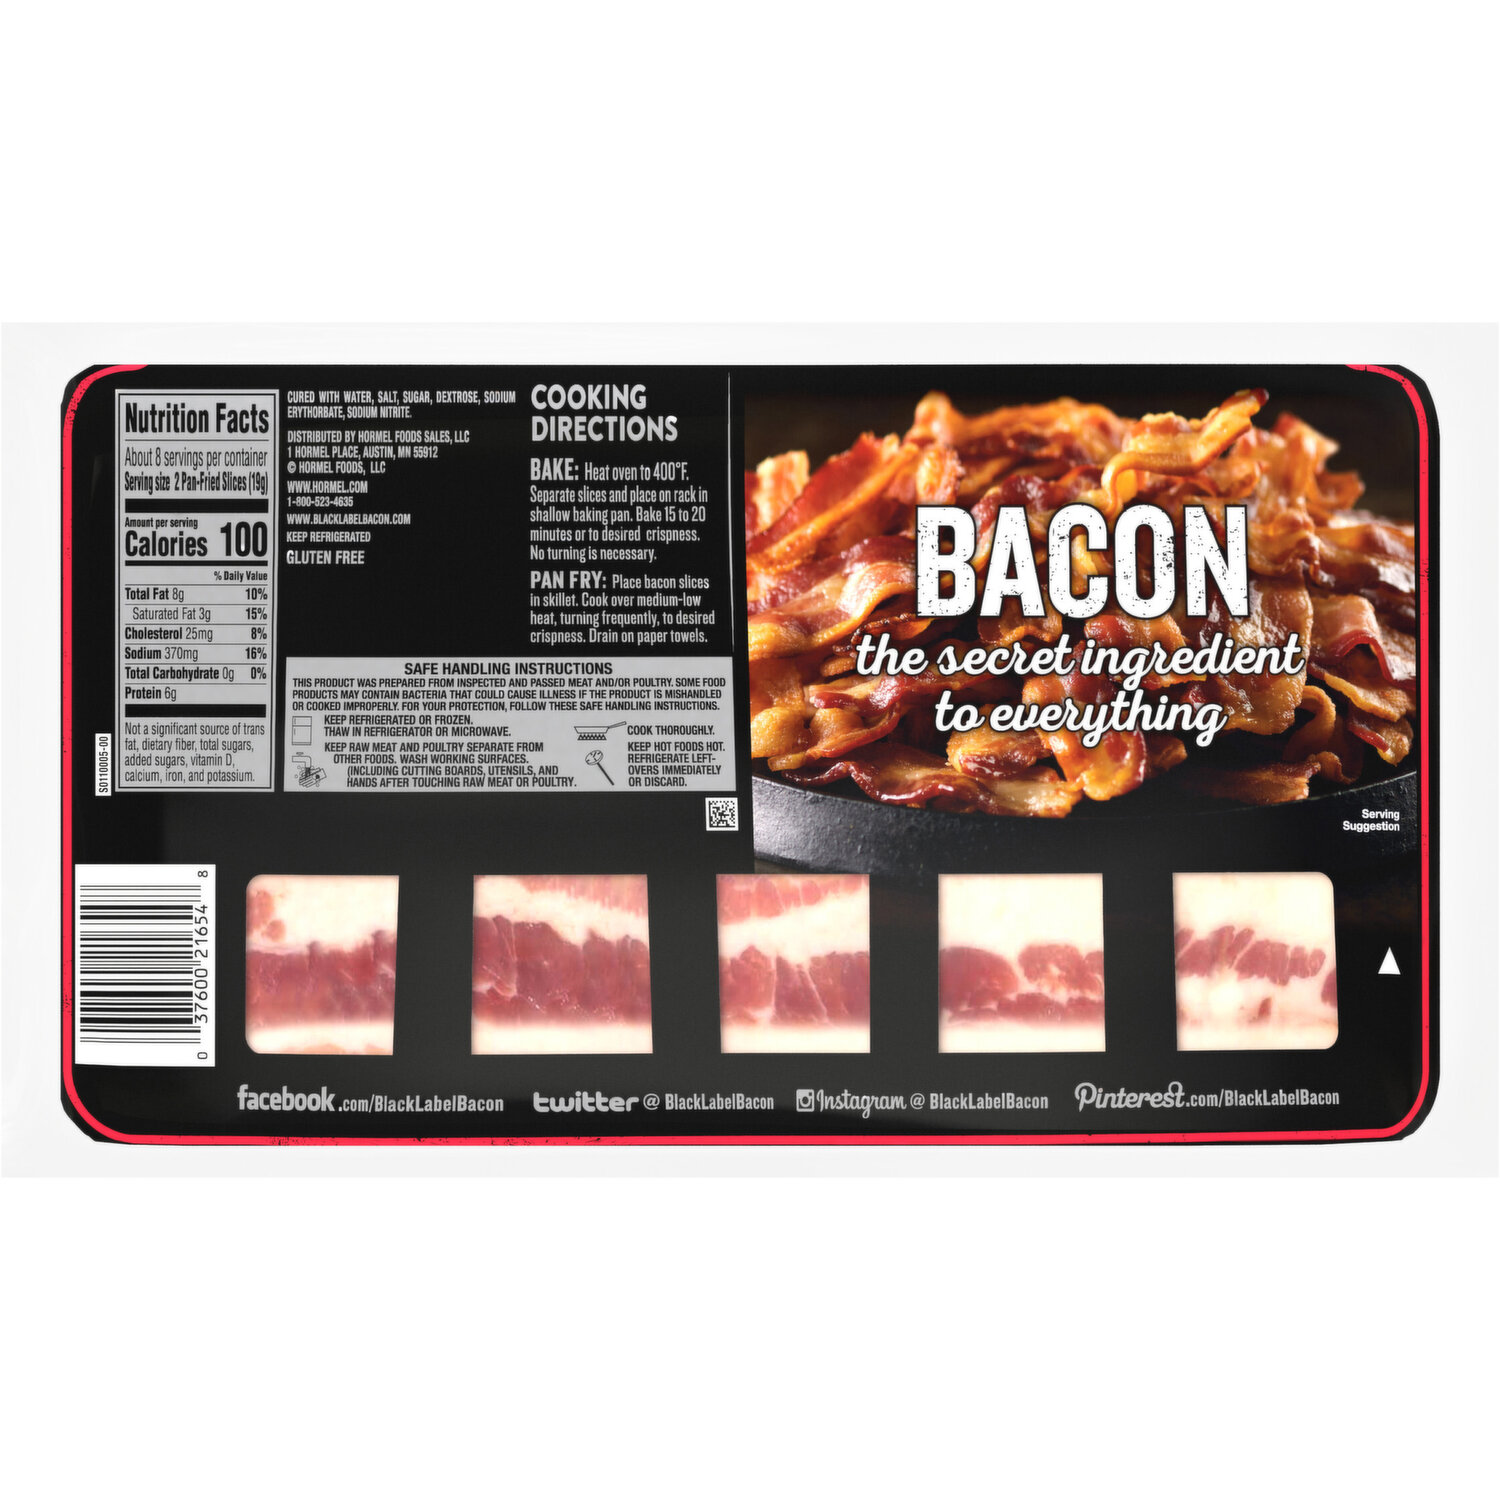 Nutrition Facts
About 8 servings per container
Serving size 2 Pan-Fried Slices (19g)
Amount per serving
Calories 100
% Daily Value
Total Fat 8g 10%
Saturated Fat 3g 15%
Cholesterol 25mg 8%
Sodium 370mg 16%
Total Carbohydrate 0g 0%
Protein 6g
Not a significant source of trans
fat, dietary fiber, total sugars,
added sugars, vitamin D,
calcium, iron, and potassium.
S0110005-00
CURED WITH WATER, SALT, SUGAR, DEXTROSE, SODIUM
ERYTHORBATE, SODIUM NITRITE.
DISTRIBUTED BY HORMEL FOODS SALES, LLC
1 HORMEL PLACE, AUSTIN, MN 55912
© HORMEL FOODS, LLC
WWW.HORMEL.COM
1-800-523-4635
WWW.BLACKLABELBACON.COM
KEEP REFRIGERATED
GLUTEN FREE
COOKING
DIRECTIONS
BAKE: Heat oven to 400°F.
Separate slices and place on rack in
shallow baking pan. Bake 15 to 20
minutes or to desired crispness.
No turning is necessary.
PAN FRY: Place bacon slices
in skillet. Cook over medium-low
heat, turning frequently, to desired
crispness. Drain on paper towels.
SAFE HANDLING INSTRUCTIONS
THIS PRODUCT WAS PREPARED FROM INSPECTED AND PASSED MEAT AND/OR POULTRY. SOME FOOD
PRODUCTS MAY CONTAIN BACTERIA THAT COULD CAUSE ILLNESS IF THE PRODUCT IS MISHANDLED
OR COOKED IMPROPERLY. FOR YOUR PROTECTION, FOLLOW THESE SAFE HANDLING INSTRUCTIONS.
KEEP REFRIGERATED OR FROZEN.
THAW IN REFRIGERATOR OR MICROWAVE.
KEEP RAW MEAT AND POULTRY SEPARATE FROM
OTHER FOODS. WASH WORKING SURFACES.
(INCLUDING CUTTING BOARDS, UTENSILS, AND
HANDS AFTER TOUCHING RAW MEAT OR POULTRY.
COOK THOROUGHLY.
KEEP HOT FOODS HOT.
REFRIGERATE LEFT-
OVERS IMMEDIATELY
OR DISCARD.
BACON
the secret ingredient
to everything
Serving
Suggestion
0 37600 21654 8
facebook.com/BlackLabelBacon
twitter @ BlackLabelBacon
Instagram @ BlackLabelBacon
Pinterest.com/BlackLabelBacon